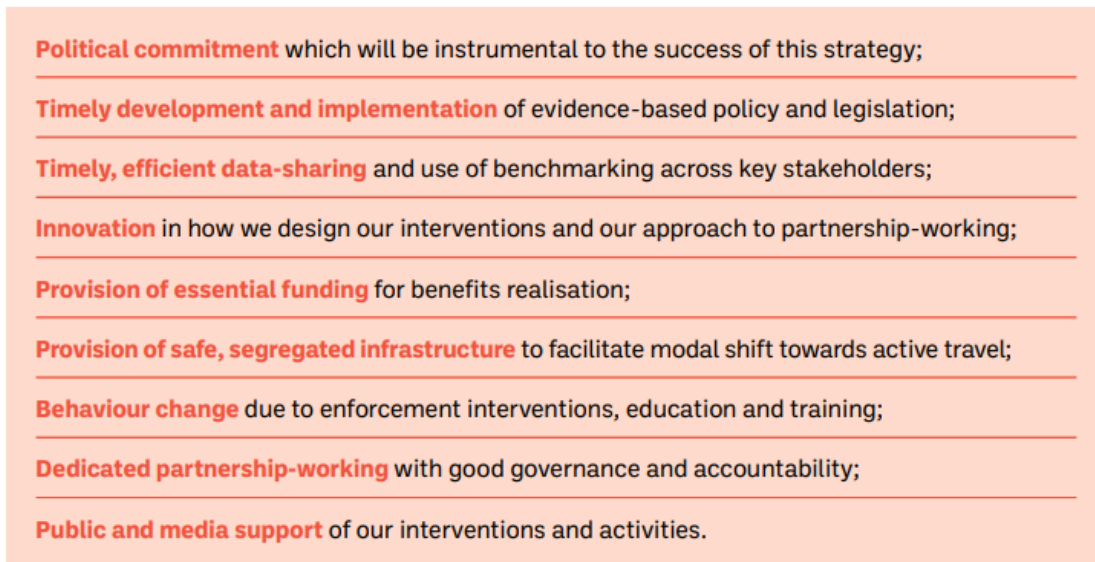 Political commitment which will be instrumental to the success of this strategy;
Timely development and implementation of evidence-based policy and legislation;
Timely, efficient data-sharing and use of benchmarking across key stakeholders;
Innovation in how we design our interventions and our approach to partnership-working;
Provision of essential funding for benefits realisation;
Provision of safe, segregated infrastructure to facilitate modal shift towards active travel;
Behaviour change due to enforcement interventions, education and training;
Dedicated partnership-working with good governance and accountability;
Public and media support of our interventions and activities.